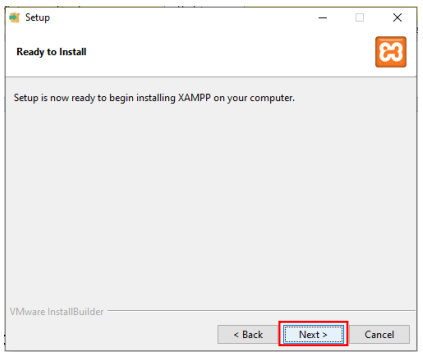 Setup
Ready to Install
Setup is now ready to begin installing XAMPP on your computer.
VMware InstallBuilder
< Back Next > Cancel